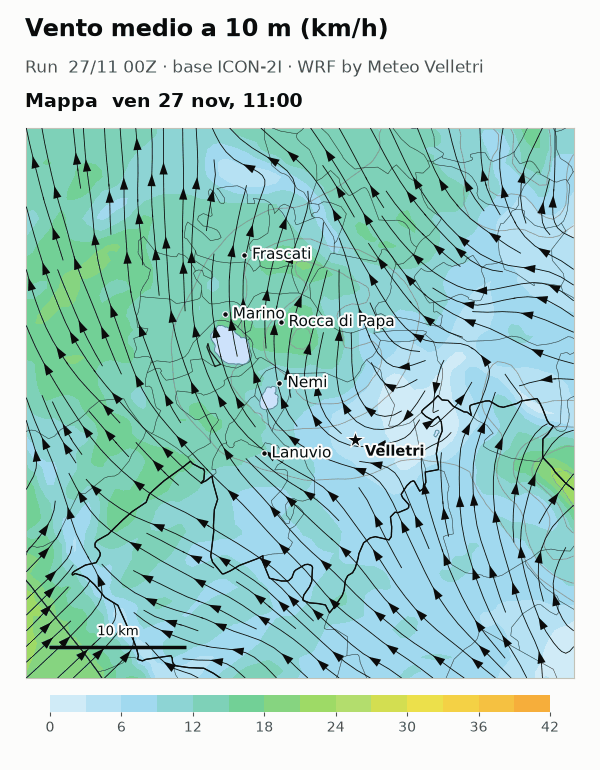 Vento medio a 10 m (km/h)
Run  27/11 00Z · base ICON-2I · WRF by Meteo Velletri
Mappa  ven 27 nov, 11:00
Frascati
Marino
Rocca di Papa
Nemi
Velletri
Lanuvio
10 km
0 6 12 18 24 30 36 42